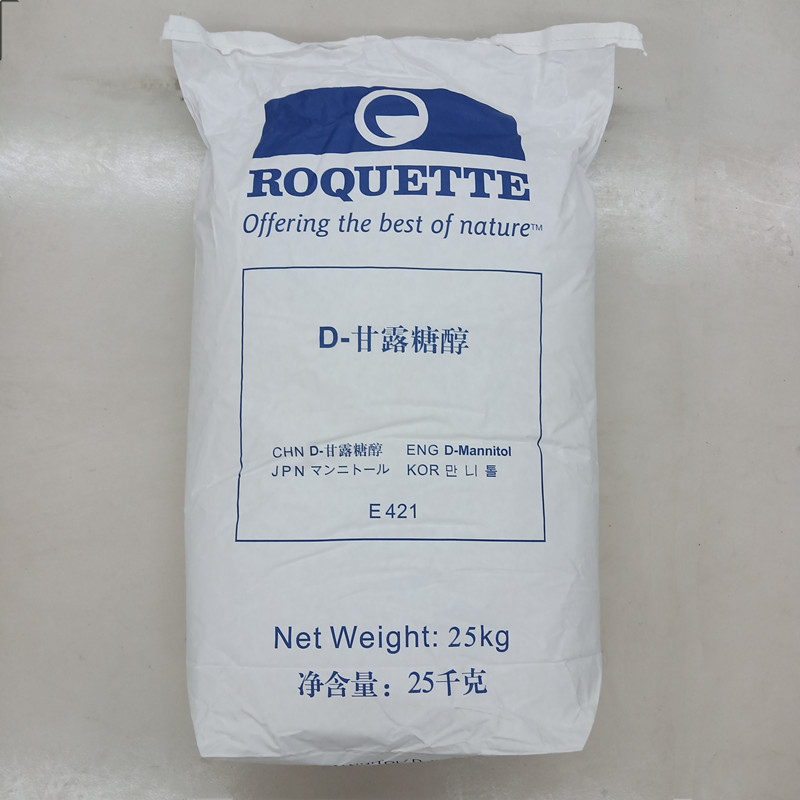 ROQUETTE
Offering the best of nature™
D-甘露糖醇
CHN D-甘露糖醇 ENG D-Mannitol
JPN マンニトール KOR 만니톨
E 421
Net Weight: 25kg
净含量：25千克